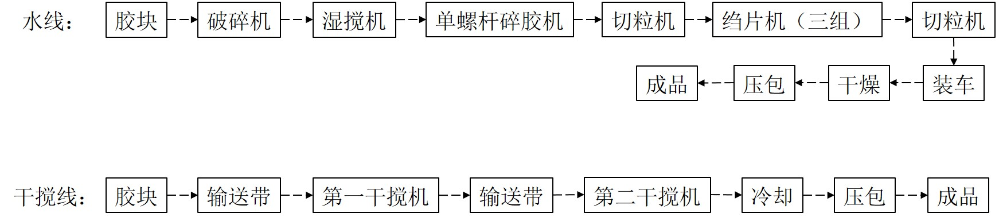 水线： 胶块 破碎机 湿搅机 单螺杆碎胶机 切粒机 绉片机（三组） 切粒机
成品 压包 干燥 装车
干搅线： 胶块 输送带 第一干搅机 输送带 第二干搅机 冷却 压包 成品